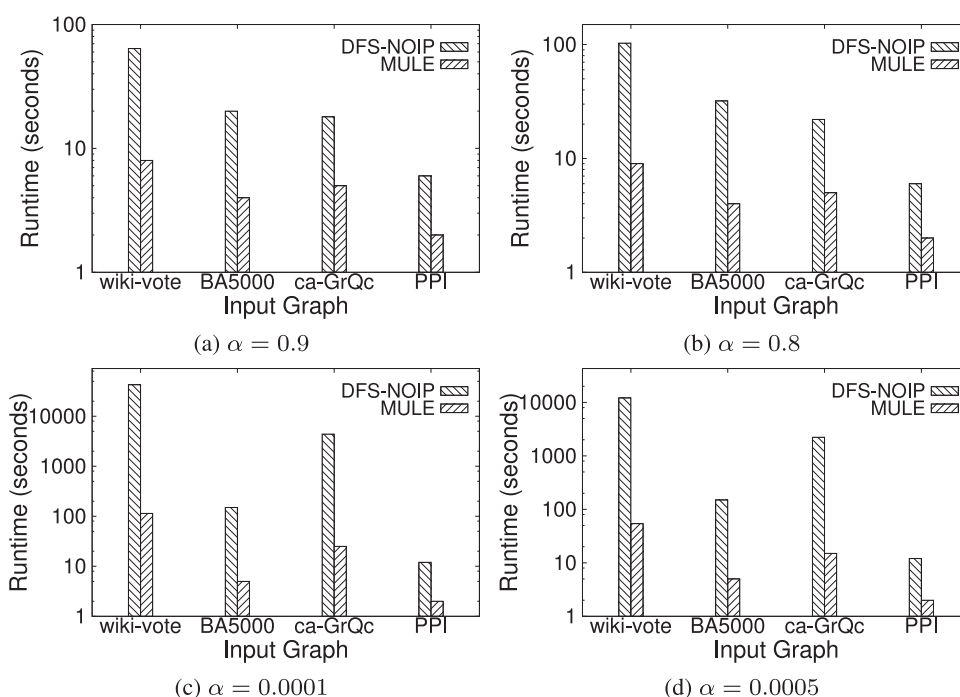 100
10
1
Runtime (seconds)
DFS-NOIP
MULE
wiki-vote BA5000 ca-GrQc PPI
Input Graph
(a) α = 0.9
100
10
1
Runtime (seconds)
DFS-NOIP
MULE
wiki-vote BA5000 ca-GrQc PPI
Input Graph
(b) α = 0.8
10000
1000
100
10
1
Runtime (seconds)
DFS-NOIP
MULE
wiki-vote BA5000 ca-GrQc PPI
Input Graph
(c) α = 0.0001
10000
1000
100
10
1
Runtime (seconds)
DFS-NOIP
MULE
wiki-vote BA5000 ca-GrQc PPI
Input Graph
(d) α = 0.0005